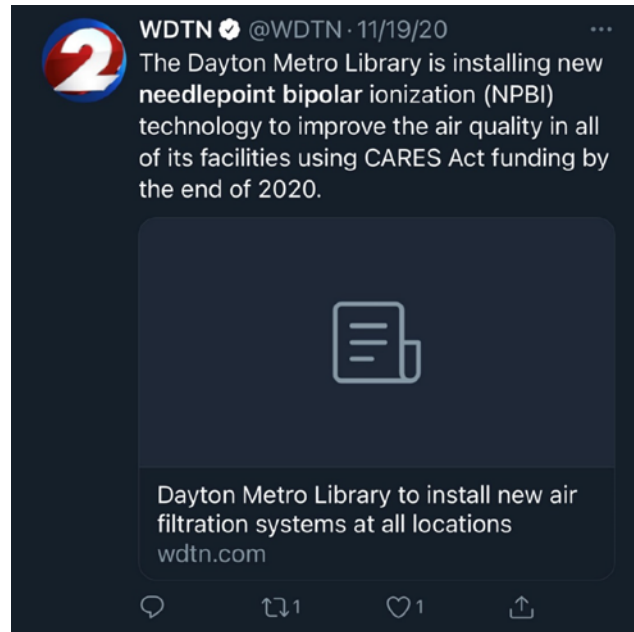 2
WDTN @WDTN · 11/19/20 ...
The Dayton Metro Library is installing new
needlepoint bipolar ionization (NPBI)
technology to improve the air quality in all
of its facilities using CARES Act funding by
the end of 2020.
Dayton Metro Library to install new air
filtration systems at all locations
wdtn.com
1 1